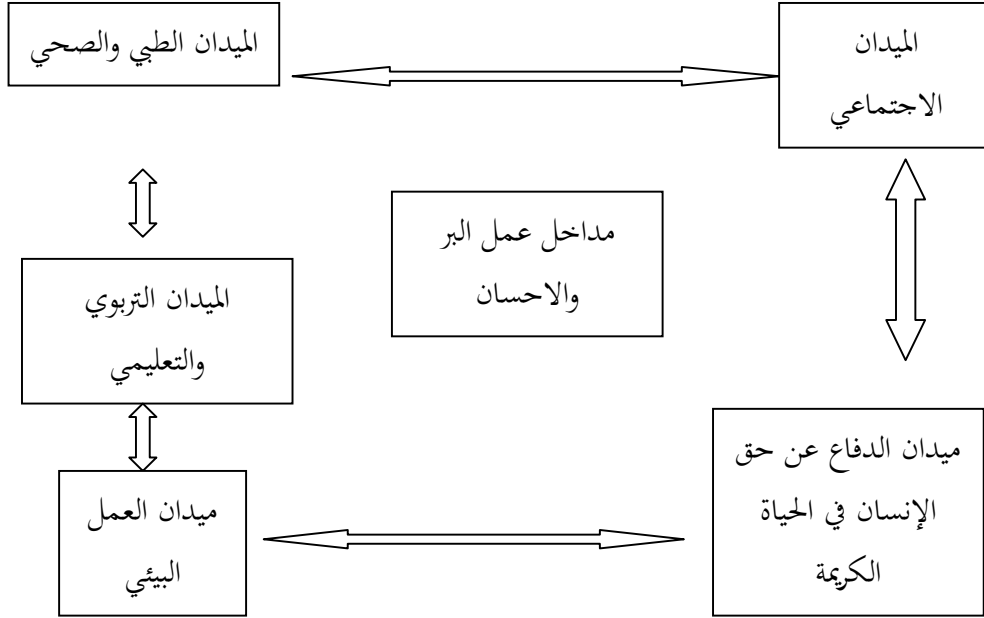 الميدان
الاجتماعي
الميدان الطبي والصحي
مداخل عمل البر
والاحسان
الميدان التربوي
والتعليمي
ميدان الدفاع عن حق
الإنسان في الحياة
الكريمة
ميدان العمل
البيئي